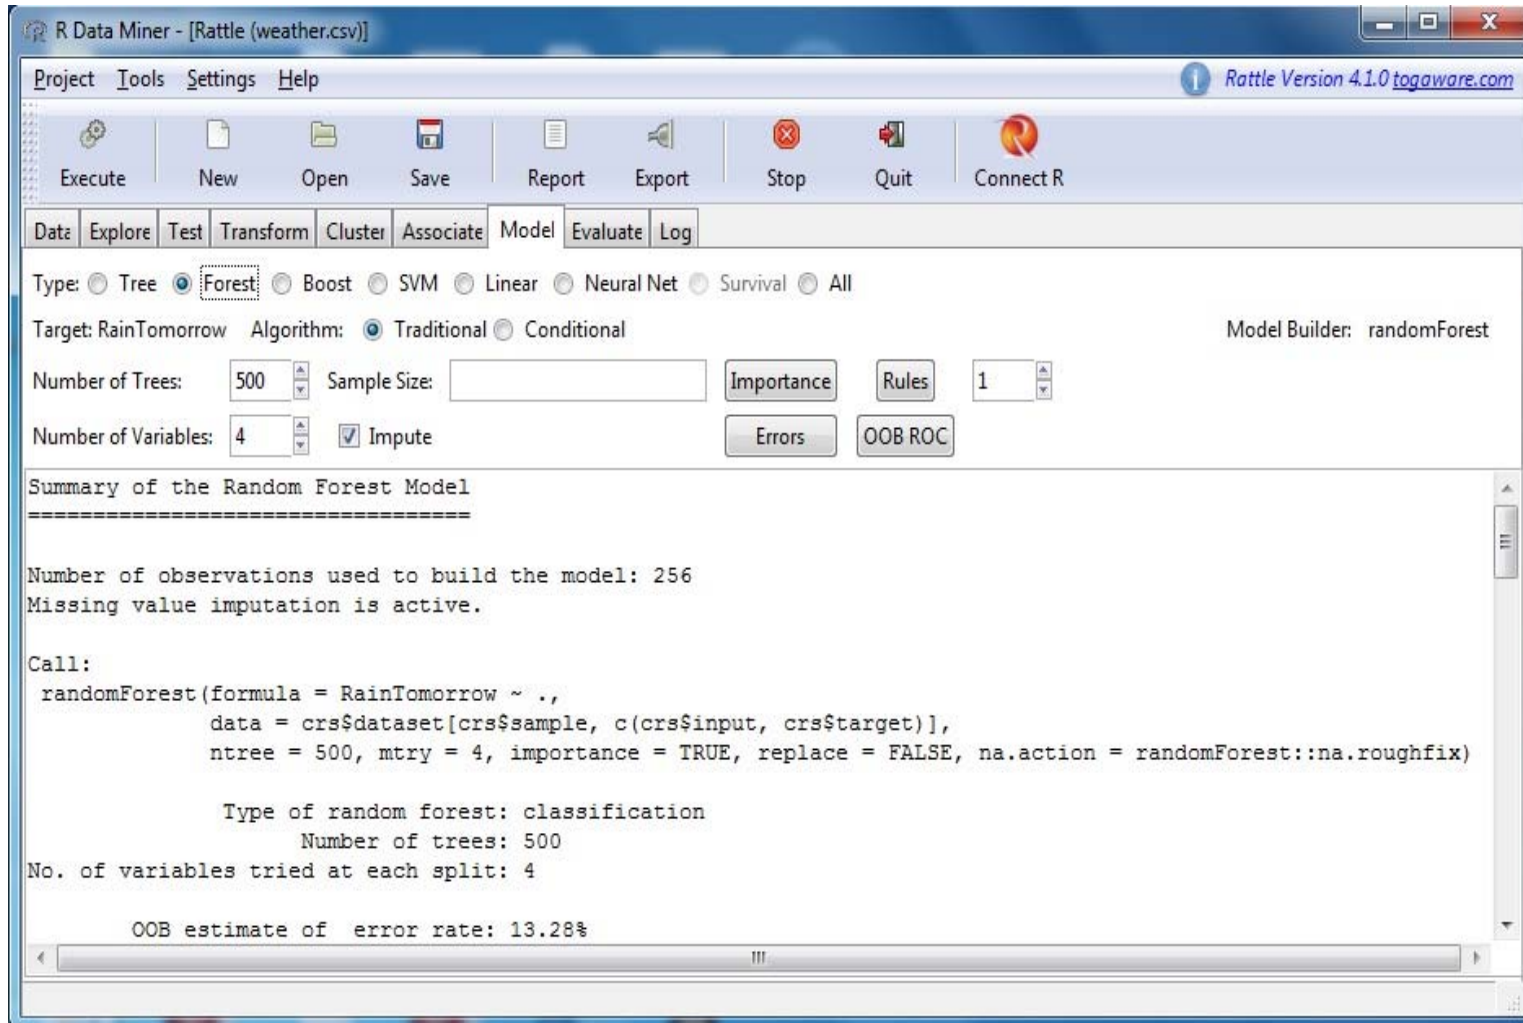 R Data Miner - [Rattle (weather.csv)]
Project Tools Settings Help Rattle Version 4.1.0 togaware.com
Execute New Open Save Report Export Stop Quit Connect R
Data Explore Test Transform Cluster Associate Model Evaluate Log
Type: Tree Forest Boost SVM Linear Neural Net Survival All
Target: RainTomorrow Algorithm: Traditional Conditional Model Builder: randomForest
Number of Trees: 500 Sample Size: Importance Rules 1
Number of Variables: 4 Impute Errors OOB ROC
Summary of the Random Forest Model
==================================
Number of observations used to build the model: 256
Missing value imputation is active.
Call:
randomForest(formula = RainTomorrow ~ .,
data = crs$dataset[crs$sample, c(crs$input, crs$target)],
ntree = 500, mtry = 4, importance = TRUE, replace = FALSE, na.action = randomForest::na.roughfix)
Type of random forest: classification
Number of trees: 500
No. of variables tried at each split: 4
OOB estimate of  error rate: 13.28%